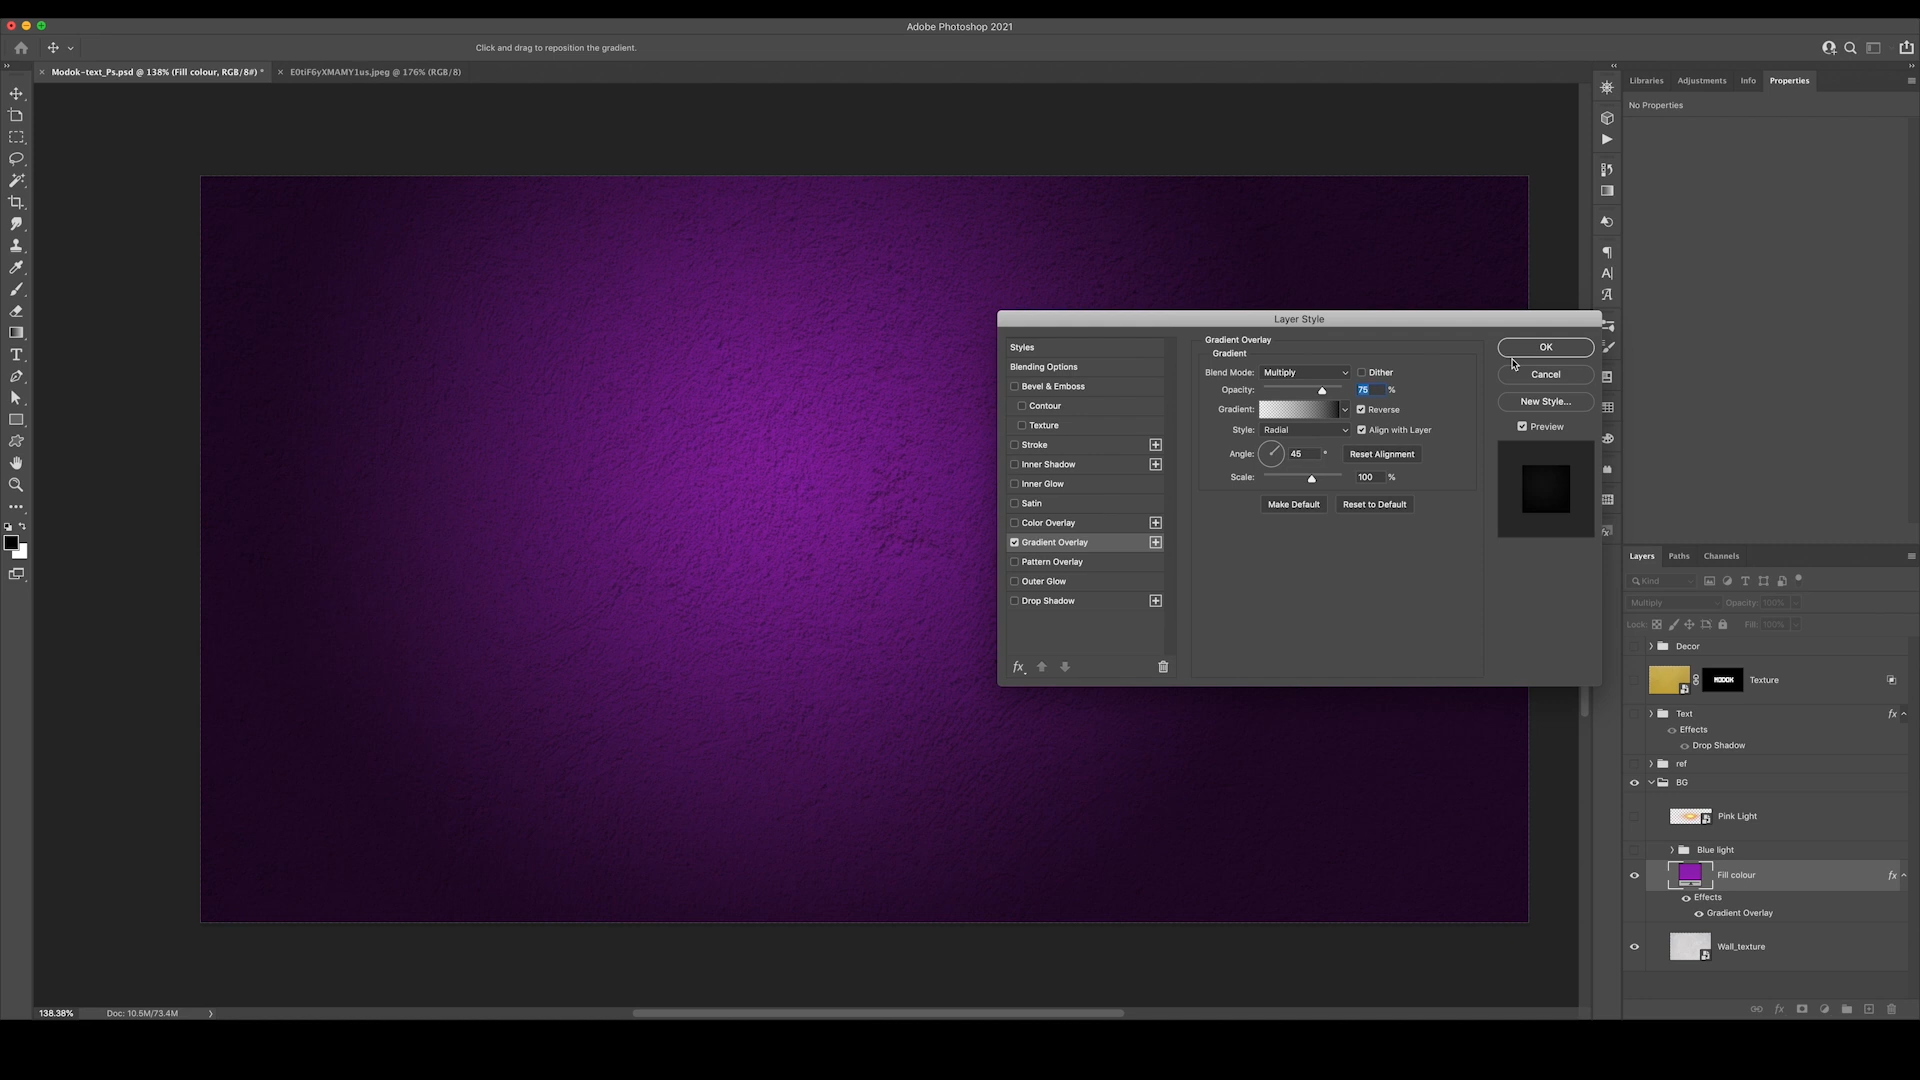 Adobe Photoshop 2021
Click and drag to reposition the gradient.
Modok-text_Ps.psd @ 138% (Fill colour, RGB/8#) *
E0tiF6yXMAMY1us.jpeg @ 176% (RGB/8)
Libraries
Adjustments
Info
Properties
No Properties
Layer Style
Styles
Blending Options
Bevel & Emboss
Contour
Texture
Stroke
Inner Shadow
Inner Glow
Satin
Color Overlay
Gradient Overlay
Pattern Overlay
Outer Glow
Drop Shadow
fx
Gradient Overlay
Gradient
Blend Mode: Multiply
Dither
Opacity: 75 %
Gradient:
Reverse
Style: Radial
Align with Layer
Angle: 45 °
Reset Alignment
Scale: 100 %
Make Default
Reset to Default
OK
Cancel
New Style...
Preview
Layers
Paths
Channels
Kind
Multiply
Opacity: 100%
Lock:
Fill: 100%
Decor
MODOK
Texture
Text
fx
Effects
Drop Shadow
ref
BG
Pink Light
Blue light
Fill colour
fx
Effects
Gradient Overlay
Wall_texture
fx
138.38%
Doc: 10.5M/73.4M